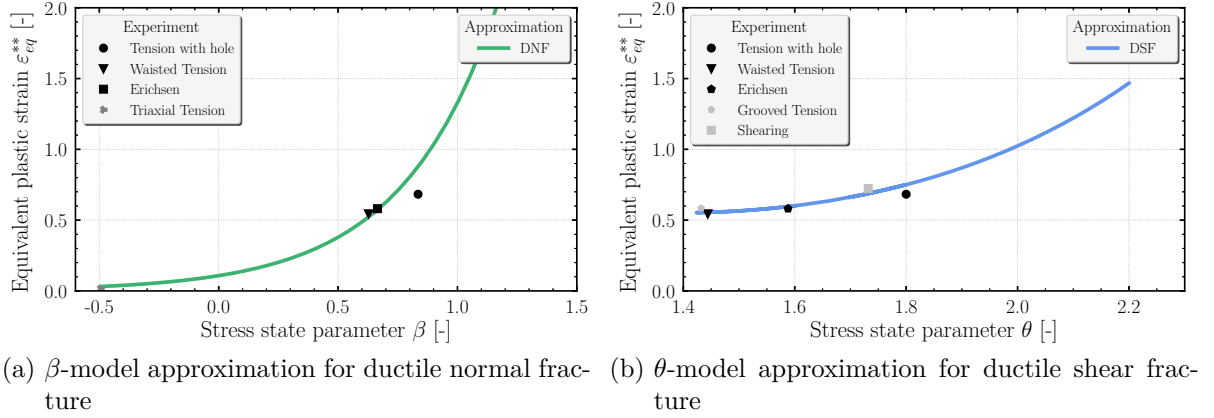 Equivalent plastic strain ε**eq [-]
2.0
1.5
1.0
0.5
0.0
Experiment
Tension with hole
Waisted Tension
Erichsen
Triaxial Tension
Approximation
DNF
-0.5 0.0 0.5 1.0 1.5
Stress state parameter β [-]
(a) β-model approximation for ductile normal frac-
ture
Equivalent plastic strain ε**eq [-]
2.0
1.5
1.0
0.5
0.0
Experiment
Tension with hole
Waisted Tension
Erichsen
Grooved Tension
Shearing
Approximation
DSF
1.4 1.6 1.8 2.0 2.2
Stress state parameter θ [-]
(b) θ-model approximation for ductile shear frac-
ture